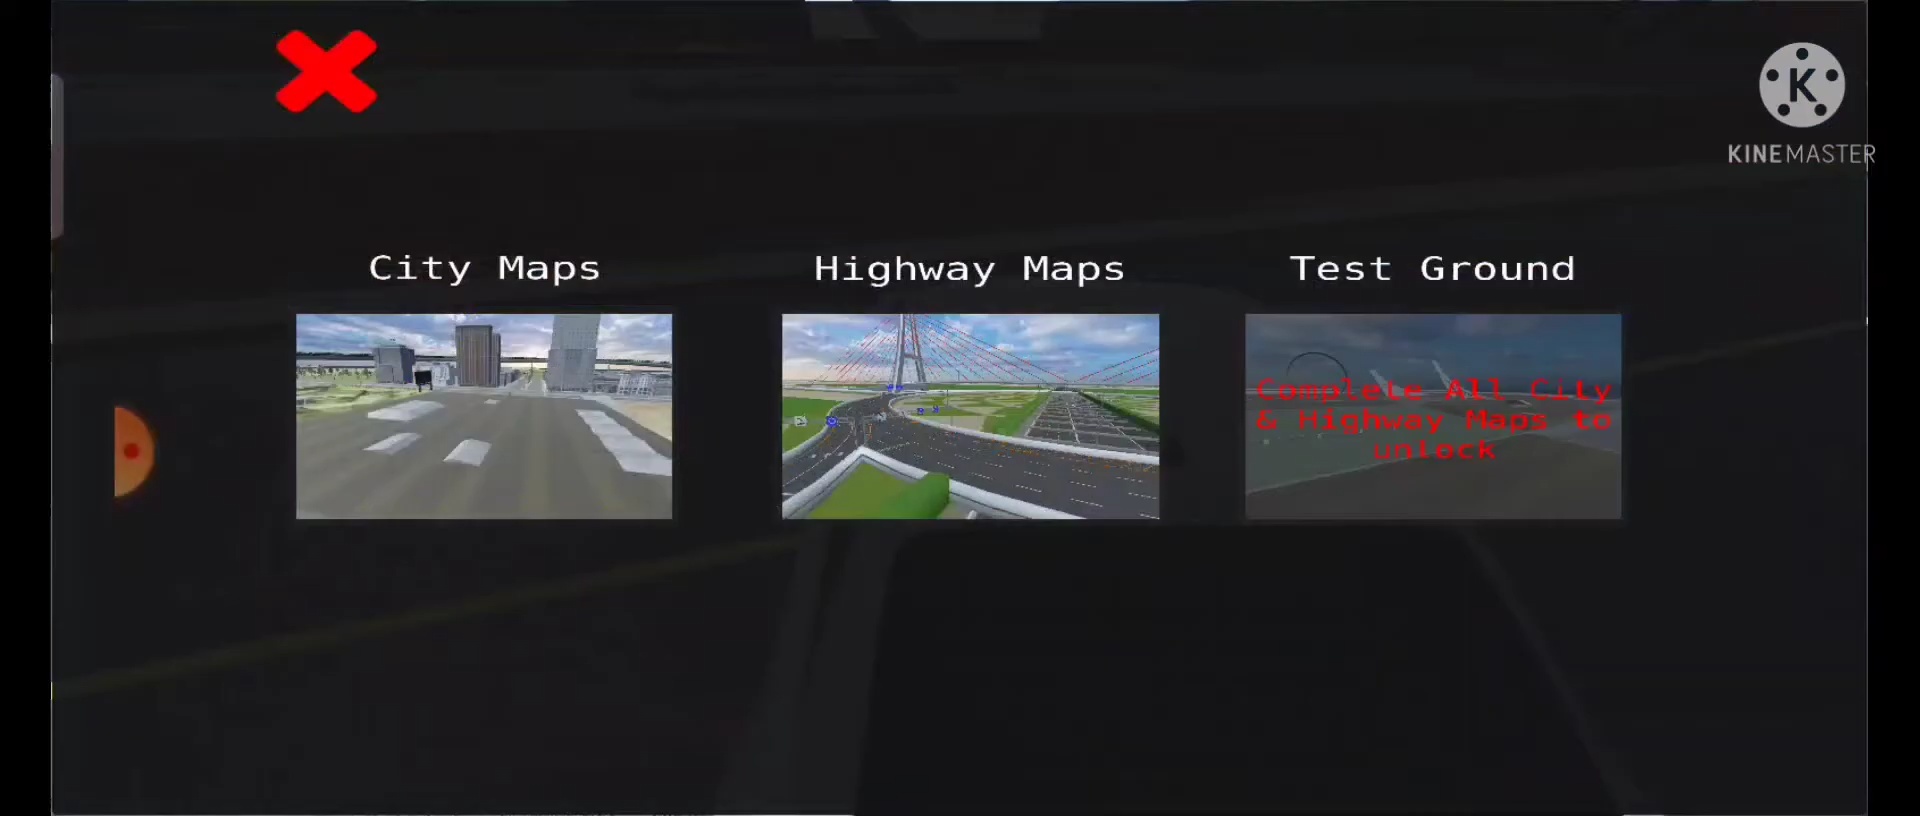 K
KINEMASTER
City Maps
Highway Maps
Test Ground
Complete All City
& Highway Maps to
unlock